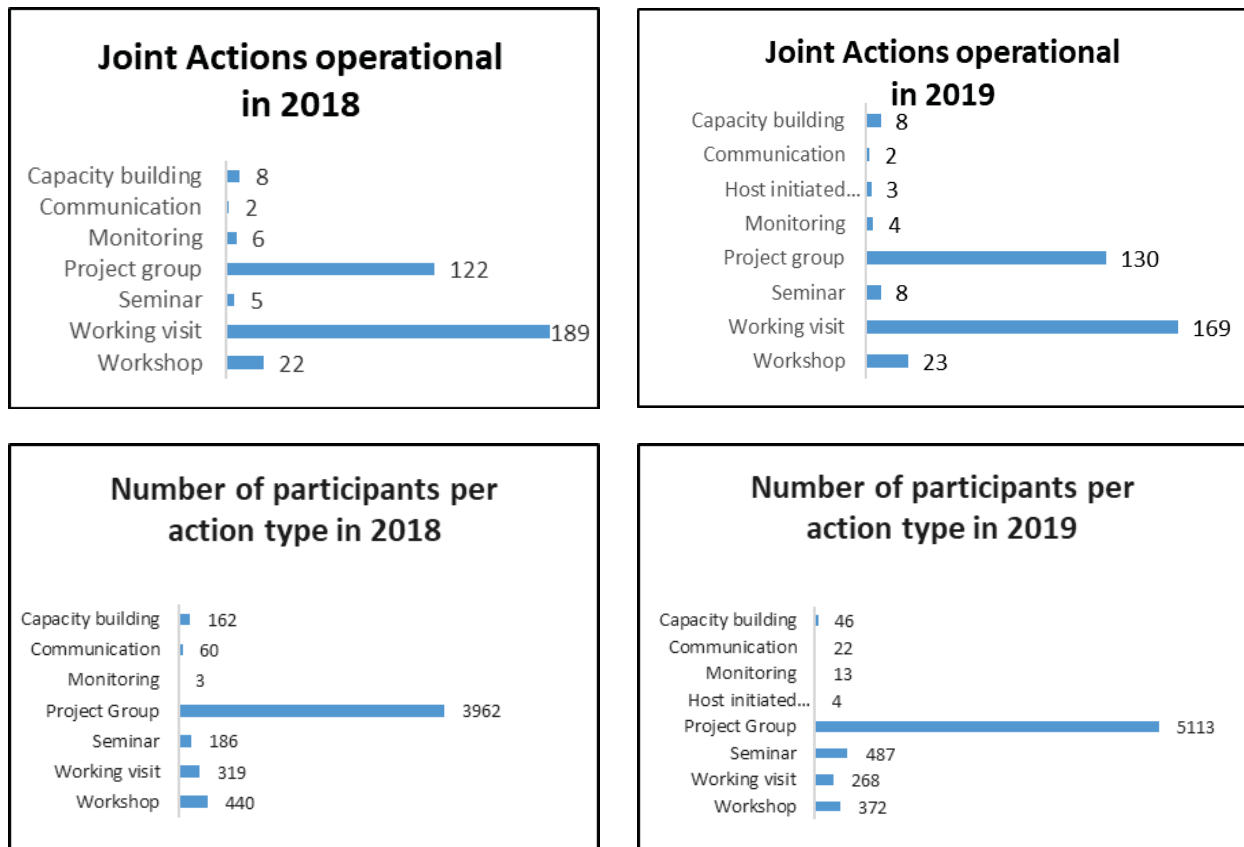 Joint Actions operational
in 2018
Capacity building 8
Communication 2
Monitoring 6
Project group 122
Seminar 5
Working visit 189
Workshop 22
Joint Actions operational
in 2019
Capacity building 8
Communication 2
Host initiated... 3
Monitoring 4
Project group 130
Seminar 8
Working visit 169
Workshop 23
Number of participants per
action type in 2018
Capacity building 162
Communication 60
Monitoring 3
Project Group 3962
Seminar 186
Working visit 319
Workshop 440
Number of participants per
action type in 2019
Capacity building 46
Communication 22
Monitoring 13
Host initiated... 4
Project Group 5113
Seminar 487
Working visit 268
Workshop 372